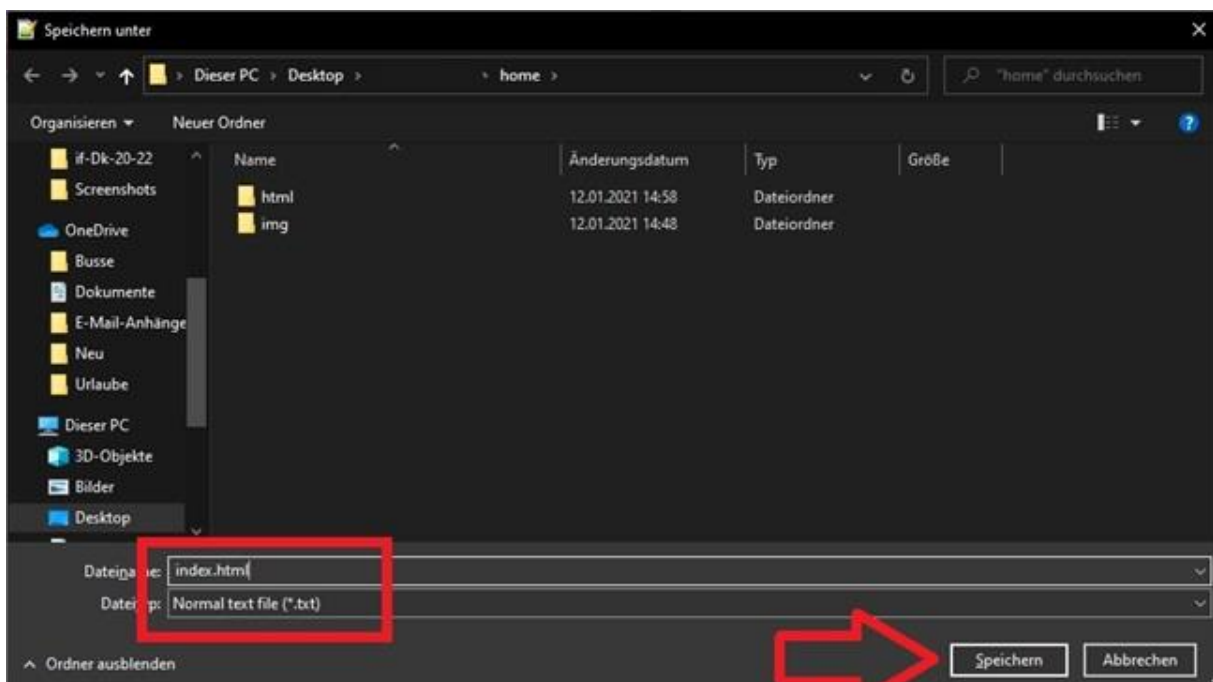 Speichern unter
Dieser PC › Desktop › › home › "home" durchsuchen
Organisieren Neuer Ordner
if-Dk-20-22
Screenshots
OneDrive
Busse
Dokumente
E-Mail-Anhänge
Neu
Urlaube
Dieser PC
3D-Objekte
Bilder
Desktop
Name Änderungsdatum Typ Größe
html 12.01.2021 14:58 Dateiordner
img 12.01.2021 14:48 Dateiordner
Dateiname: index.html
Dateityp: Normal text file (*.txt)
Ordner ausblenden Speichern Abbrechen